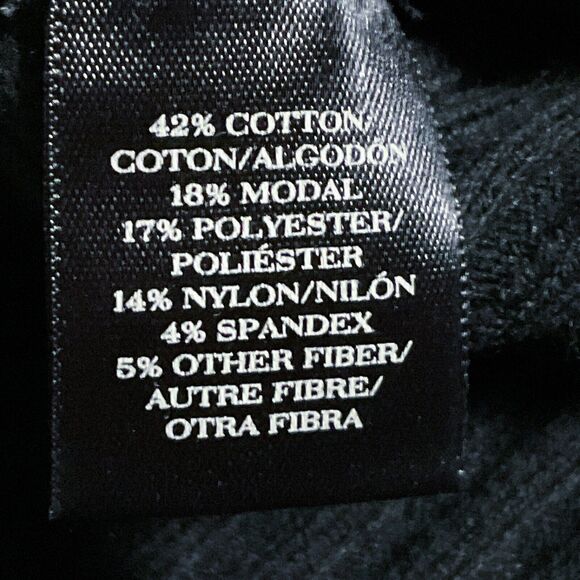 42% COTTON/
COTON/ALGODÓN
18% MODAL
17% POLYESTER/
POLIÉSTER
14% NYLON/NILÓN
4% SPANDEX
5% OTHER FIBER/
AUTRE FIBRE/
OTRA FIBRA